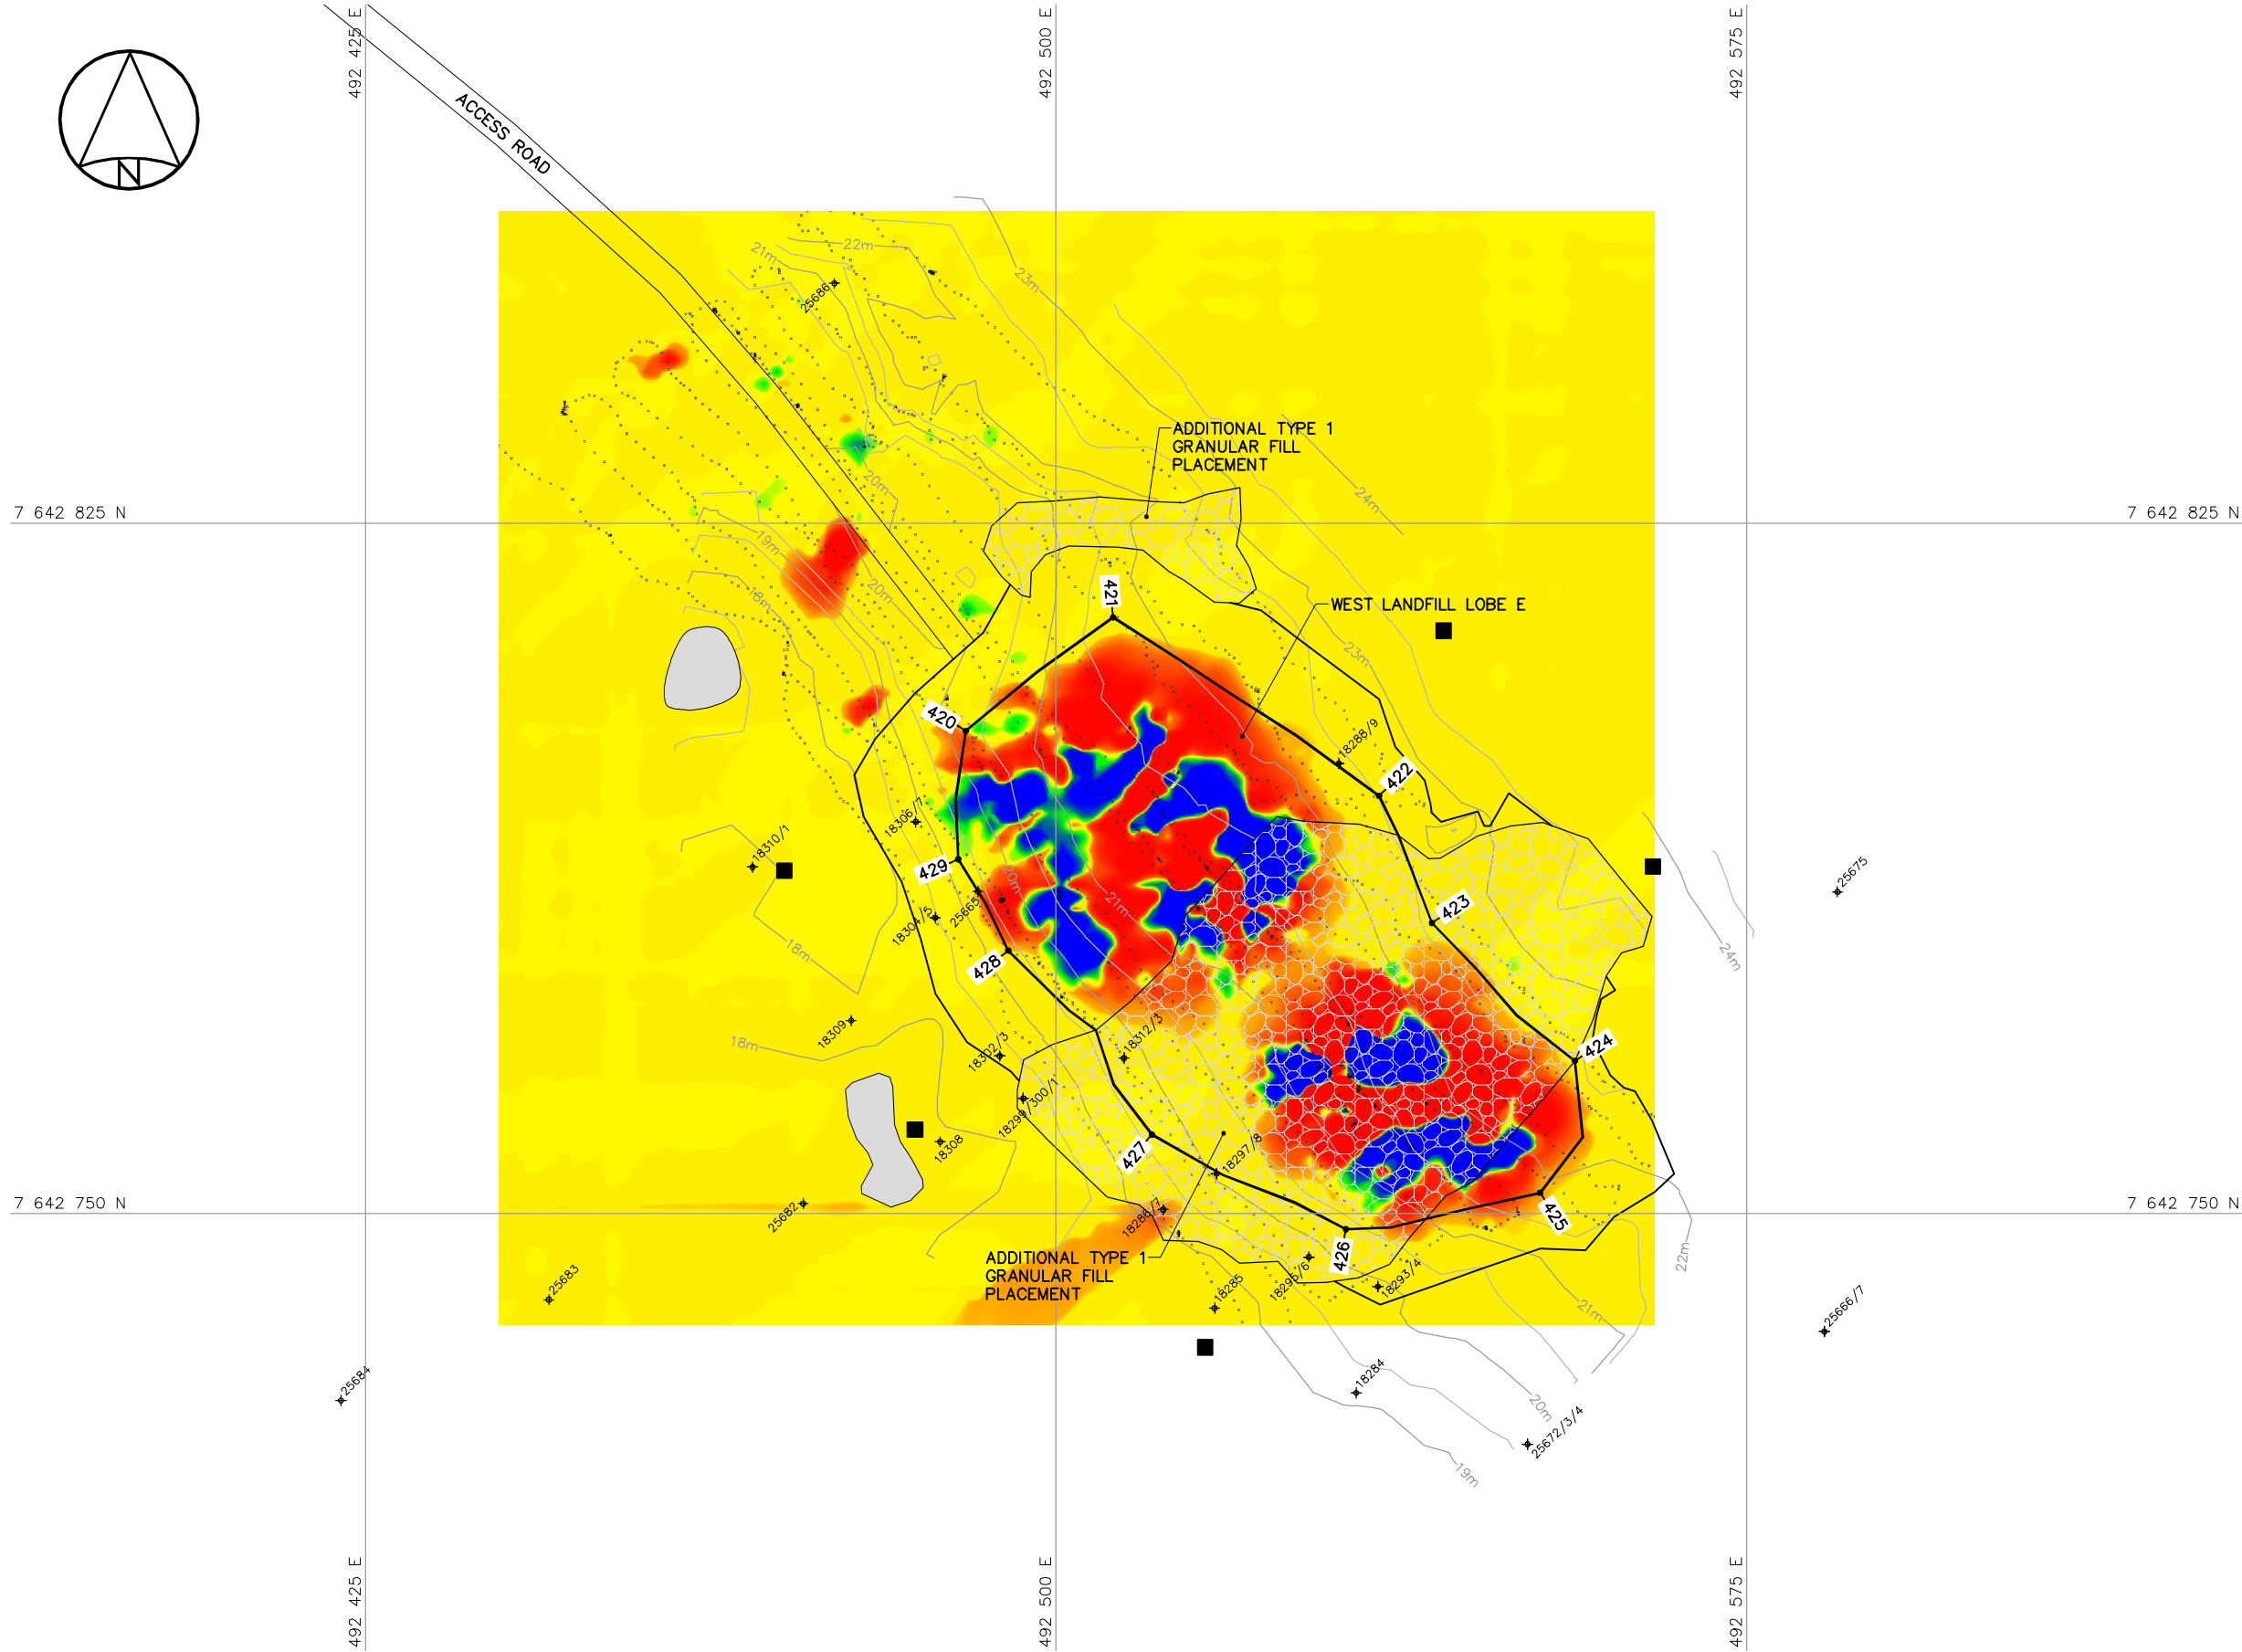 492 425 E
492 500 E
492 575 E
N
ACCESS ROAD
22m
21m
23m
25686
ADDITIONAL TYPE 1
GRANULAR FILL
PLACEMENT
20m
24m
7 642 825 N
7 642 825 N
19m
20m
18m
421
WEST LANDFILL LOBE E
23m
420
18288/9
422
18306/7
18310/1
429
20m
21m
25665
18304/5
423
25675
18m
428
24m
18309
18m
18302/3
18312/3
424
18299/300/1
18308
427
18297/8
7 642 750 N
7 642 750 N
25682
18286/7
425
426
22m
ADDITIONAL TYPE 1
GRANULAR FILL
PLACEMENT
25683
18285
18295/6
18293/4
21m
25666/7
25684
18284
20m
25672/3/4
19m
492 425 E
492 500 E
492 575 E